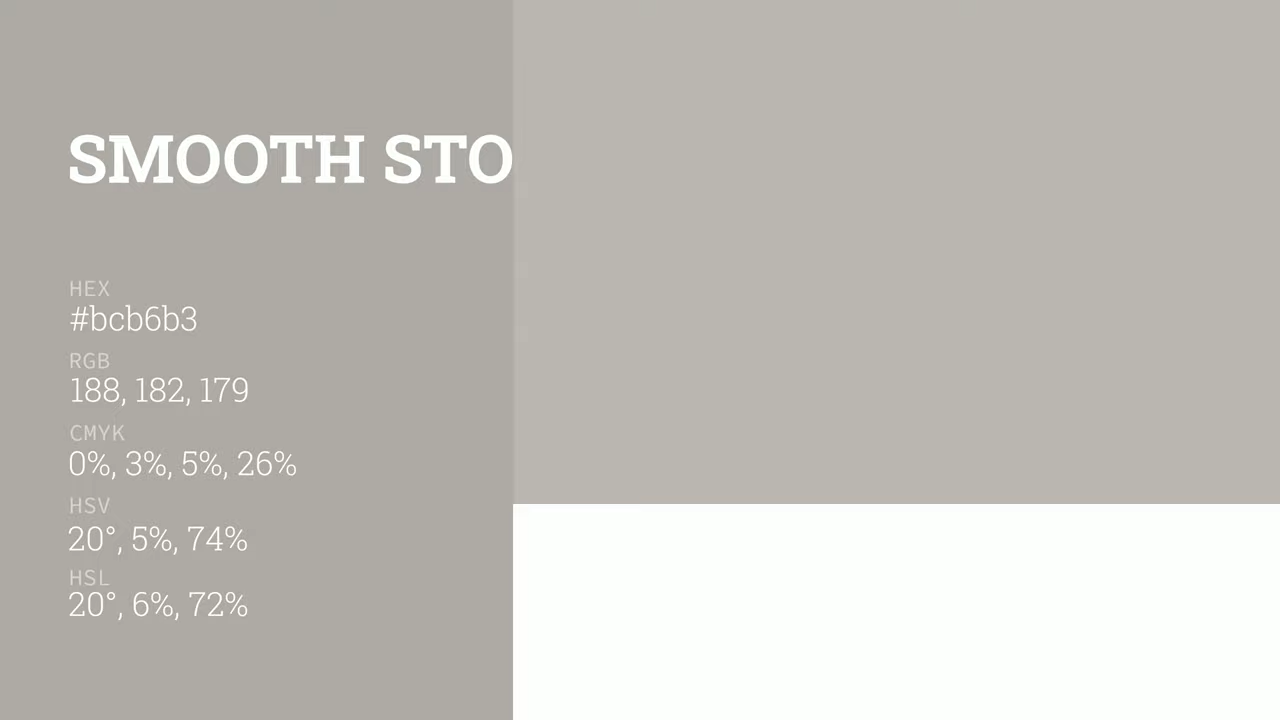 SMOOTH STO
HEX
#bcb6b3
RGB
188, 182, 179
CMYK
0%, 3%, 5%, 26%
HSV
20°, 5%, 74%
HSL
20°, 6%, 72%